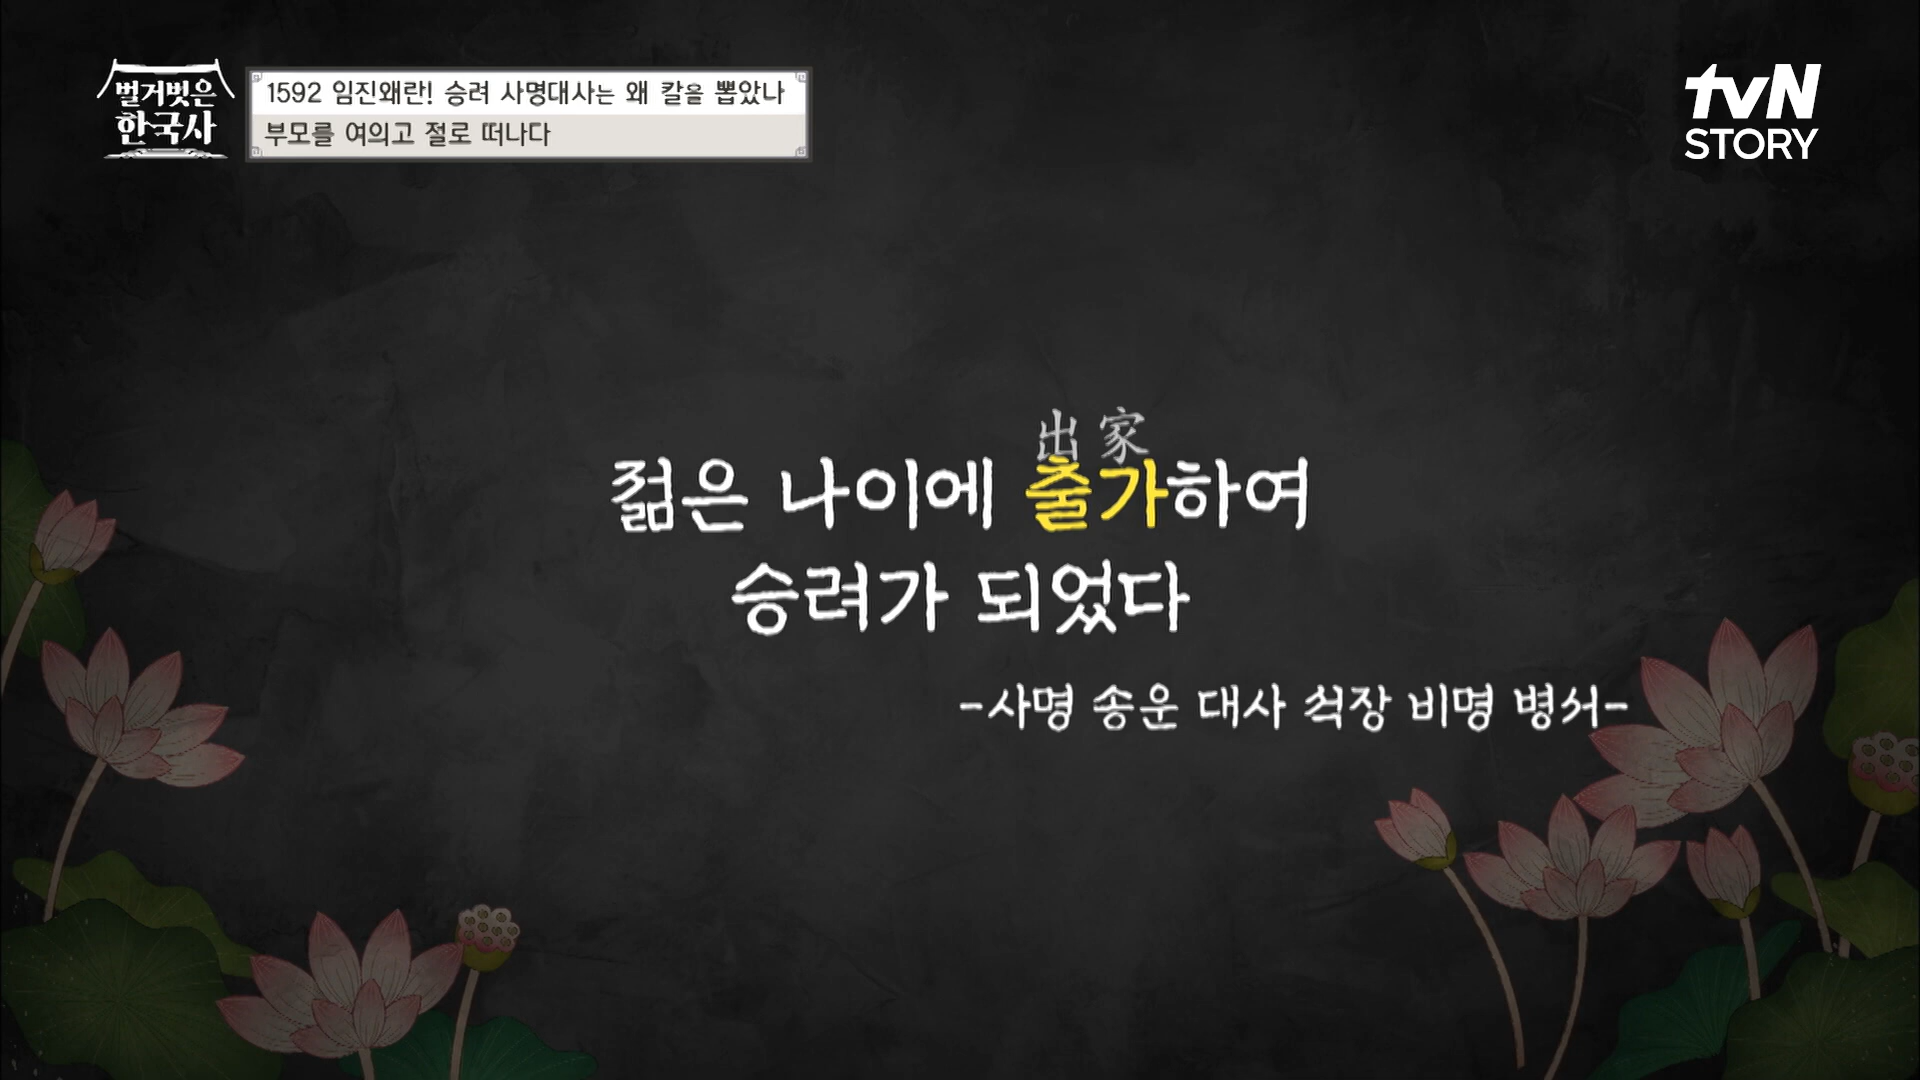 벌거벗은
한국사
1592 임진왜란! 승려 사명대사는 왜 칼을 뽑았나
부모를 여의고 절로 떠나다
tvN
STORY
出家
젊은 나이에 출가하여
승려가 되었다
-사명 송운 대사 석장 비명 병서-